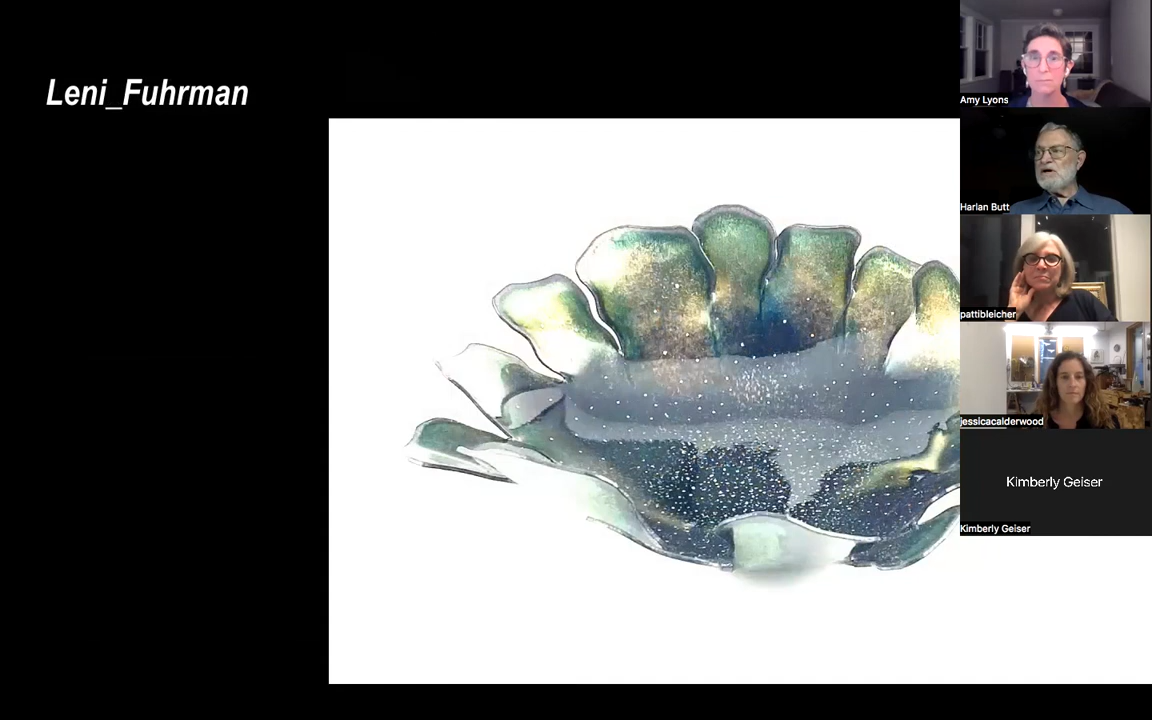 Leni_Fuhrman
Amy Lyons
Harlan Butt
pattibleicher
jessicacalderwood
Kimberly Geiser
Kimberly Geiser